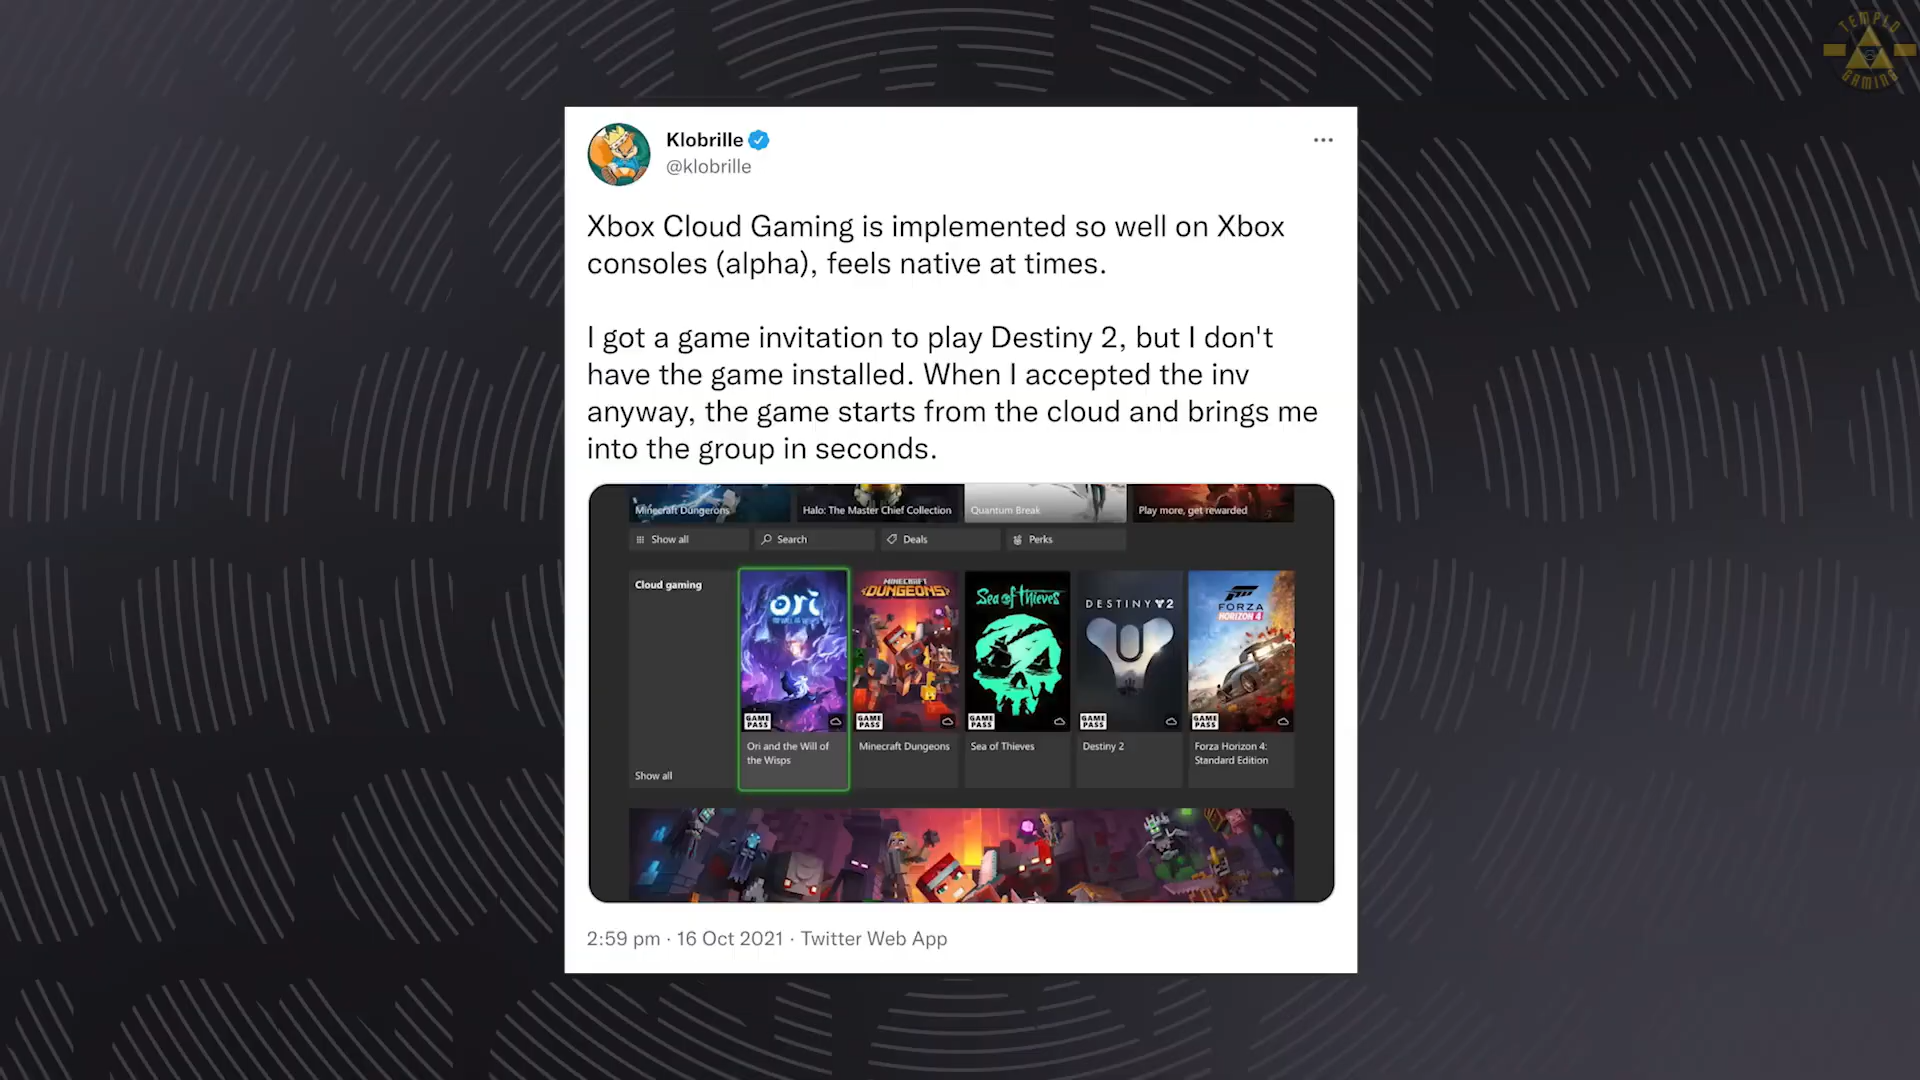 TEMPLO
GAMING
Klobrille
@klobrille
Xbox Cloud Gaming is implemented so well on Xbox
consoles (alpha), feels native at times.
I got a game invitation to play Destiny 2, but I don't
have the game installed. When I accepted the inv
anyway, the game starts from the cloud and brings me
into the group in seconds.
Minecraft Dungeons
Halo: The Master Chief Collection
Quantum Break
Play more, get rewarded
Show all
Search
Deals
Perks
Cloud gaming
ori
MINECRAFT
DUNGEONS
Sea of Thieves
DESTINY 2
FORZA
HORIZON 4
GAME
PASS
GAME
PASS
GAME
PASS
GAME
PASS
GAME
PASS
Ori and the Will of
the Wisps
Minecraft Dungeons
Sea of Thieves
Destiny 2
Forza Horizon 4:
Standard Edition
Show all
2:59 pm · 16 Oct 2021 · Twitter Web App